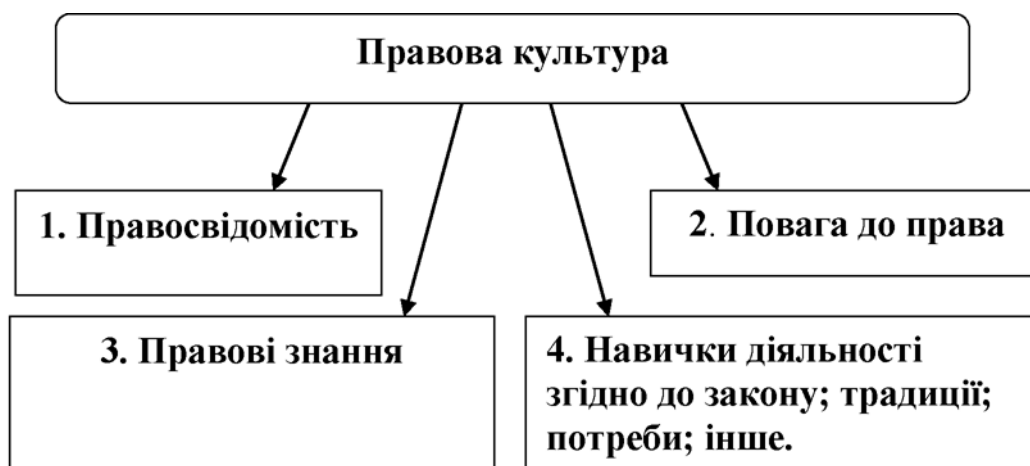 Правова культура
1. Правосвідомість
2. Повага до права
3. Правові знання
4. Навички діяльності
згідно до закону; традиції;
потреби; інше.